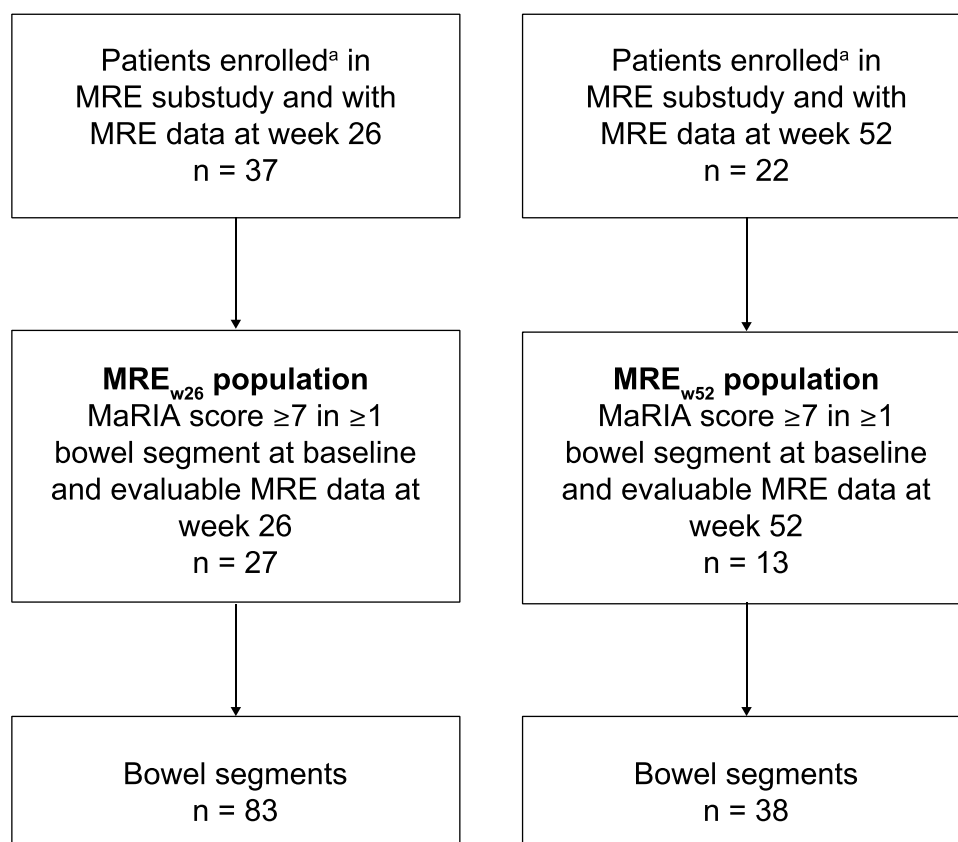 Patients enrolledᵃ in
MRE substudy and with
MRE data at week 26
n = 37
MRE_w26 population
MaRIA score ≥7 in ≥1
bowel segment at baseline
and evaluable MRE data at
week 26
n = 27
Bowel segments
n = 83
Patients enrolledᵃ in
MRE substudy and with
MRE data at week 52
n = 22
MRE_w52 population
MaRIA score ≥7 in ≥1
bowel segment at baseline
and evaluable MRE data at
week 52
n = 13
Bowel segments
n = 38